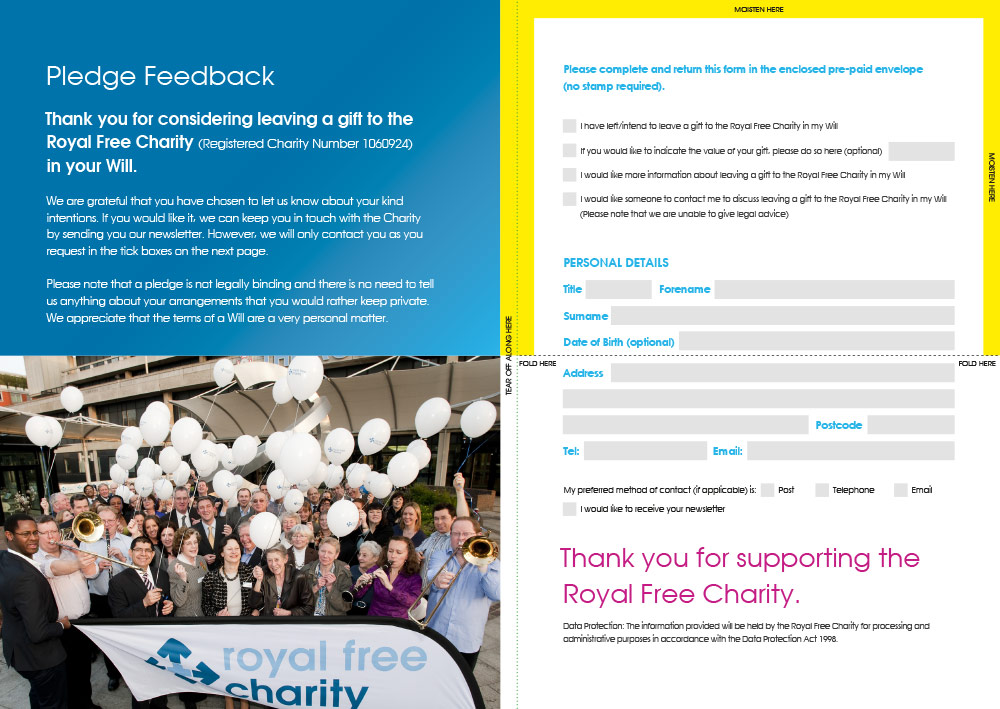 Pledge Feedback
Thank you for considering leaving a gift to the
Royal Free Charity (Registered Charity Number 1060924)
in your Will.
We are grateful that you have chosen to let us know about your kind
intentions. If you would like it, we can keep you in touch with the Charity
by sending you our newsletter. However, we will only contact you as you
request in the tick boxes on the next page.
Please note that a pledge is not legally binding and there is no need to tell
us anything about your arrangements that you would rather keep private.
We appreciate that the terms of a Will are a very personal matter.
royal free
charity
TEAR OFF ALONG HERE
MOISTEN HERE
MOISTEN HERE
Please complete and return this form in the enclosed pre-paid envelope
(no stamp required).
I have left/intend to leave a gift to the Royal Free Charity in my Will
If you would like to indicate the value of your gift, please do so here (optional)
I would like more information about leaving a gift to the Royal Free Charity in my Will
I would like someone to contact me to discuss leaving a gift to the Royal Free Charity in my Will
(Please note that we are unable to give legal advice)
PERSONAL DETAILS
Title Forename
Surname
Date of Birth (optional)
FOLD HERE FOLD HERE
Address
Postcode
Tel: Email:
My preferred method of contact (if applicable) is: Post Telephone Email
I would like to receive your newsletter
Thank you for supporting the
Royal Free Charity.
Data Protection: The information provided will be held by the Royal Free Charity for processing and
administrative purposes in accordance with the Data Protection Act 1998.